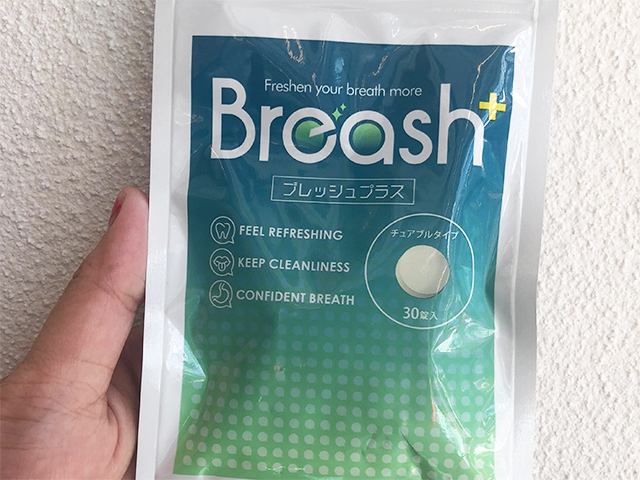 Freshen your breath more
Breash+
ブレッシュプラス
FEEL REFRESHING
KEEP CLEANLINESS
CONFIDENT BREATH
チュアブルタイプ
30錠入